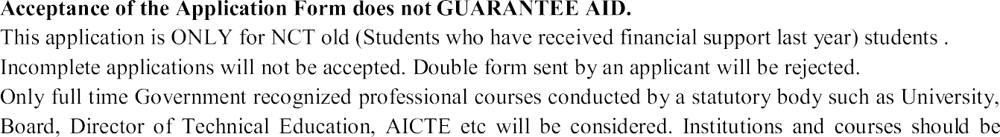 Acceptance of the Application Form does not GUARANTEE AID.
This application is ONLY for NCT old (Students who have received financial support last year) students .
Incomplete applications will not be accepted. Double form sent by an applicant will be rejected.
Only full time Government recognized professional courses conducted by a statutory body such as University,
Board, Director of Technical Education, AICTE etc will be considered. Institutions and courses should be